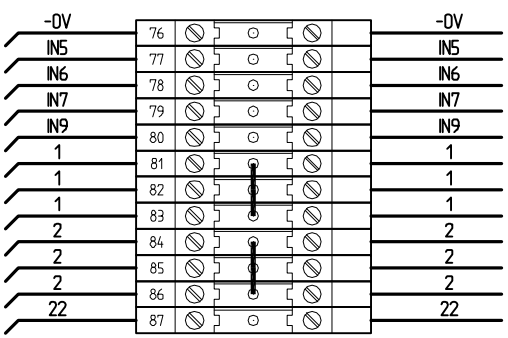 -0V 76 -0V
IN5 77 IN5
IN6 78 IN6
IN7 79 IN7
IN9 80 IN9
1 81 1
1 82 1
1 83 1
2 84 2
2 85 2
2 86 2
22 87 22